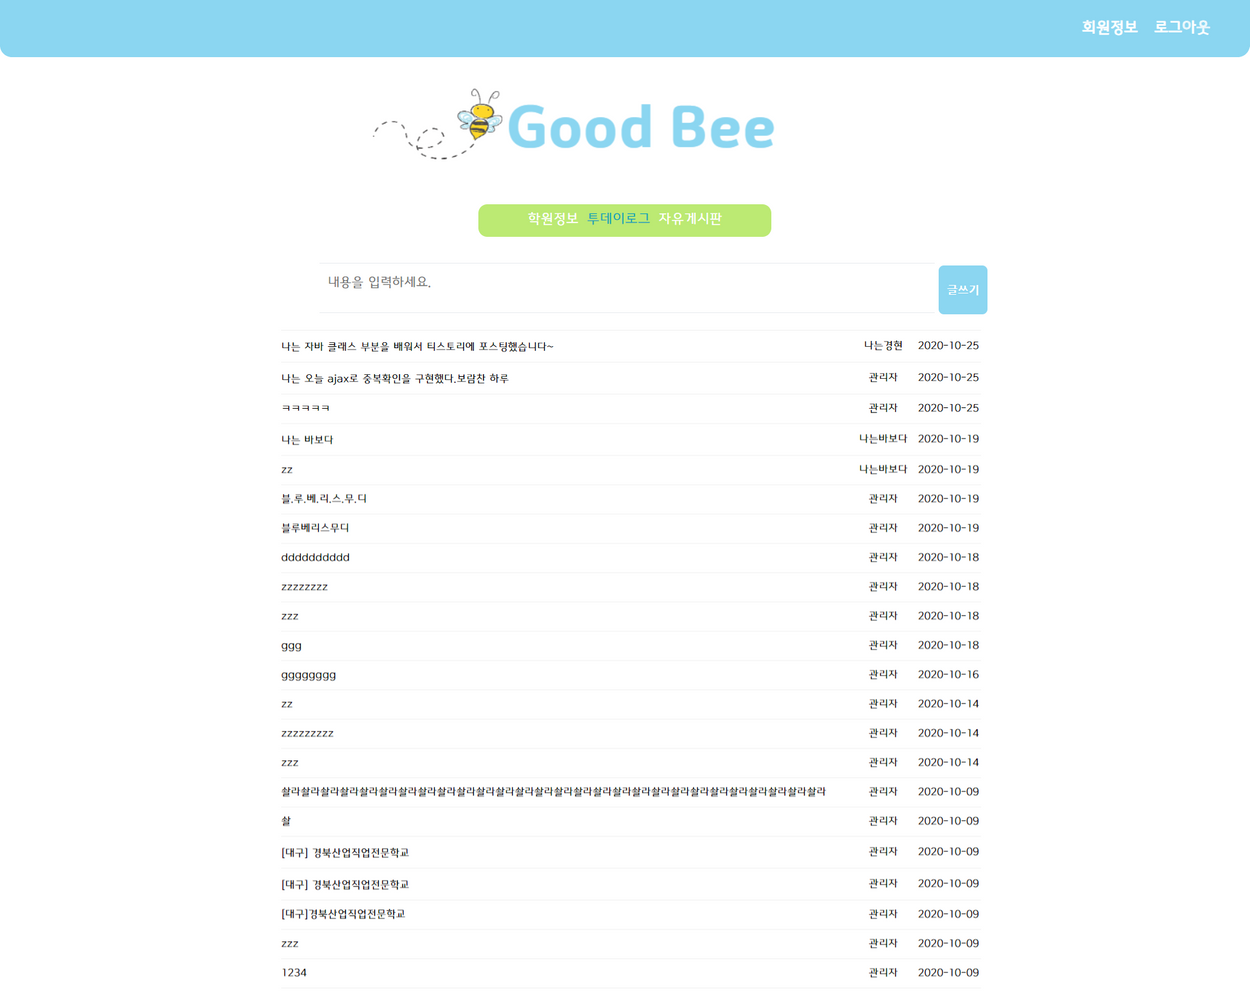 회원정보 로그아웃
Good Bee
학원정보 투데이로그 자유게시판
내용을 입력하세요.
글쓰기
나는 자바 클래스 부분을 배워서 티스토리에 포스팅했습니다~ 나는경현 2020-10-25
나는 오늘 ajax로 중복확인을 구현했다.보람찬 하루 관리자 2020-10-25
ㅋㅋㅋㅋㅋ 관리자 2020-10-25
나는 바보다 나는바보다 2020-10-19
zz 나는바보다 2020-10-19
블.루.베.리.스.무.디 관리자 2020-10-19
블루베리스무디 관리자 2020-10-19
dddddddddd 관리자 2020-10-18
zzzzzzzz 관리자 2020-10-18
zzz 관리자 2020-10-18
ggg 관리자 2020-10-18
gggggggg 관리자 2020-10-16
zz 관리자 2020-10-14
zzzzzzzzz 관리자 2020-10-14
zzz 관리자 2020-10-14
솰라솰라솰라솰라솰라솰라솰라솰라솰라솰라솰라솰라솰라솰라솰라솰라솰라솰라솰라솰라솰라솰라솰라솰라솰라솰라솰라솰라 관리자 2020-10-09
솰 관리자 2020-10-09
[대구] 경북산업직업전문학교 관리자 2020-10-09
[대구] 경북산업직업전문학교 관리자 2020-10-09
[대구]경북산업직업전문학교 관리자 2020-10-09
zzz 관리자 2020-10-09
1234 관리자 2020-10-09